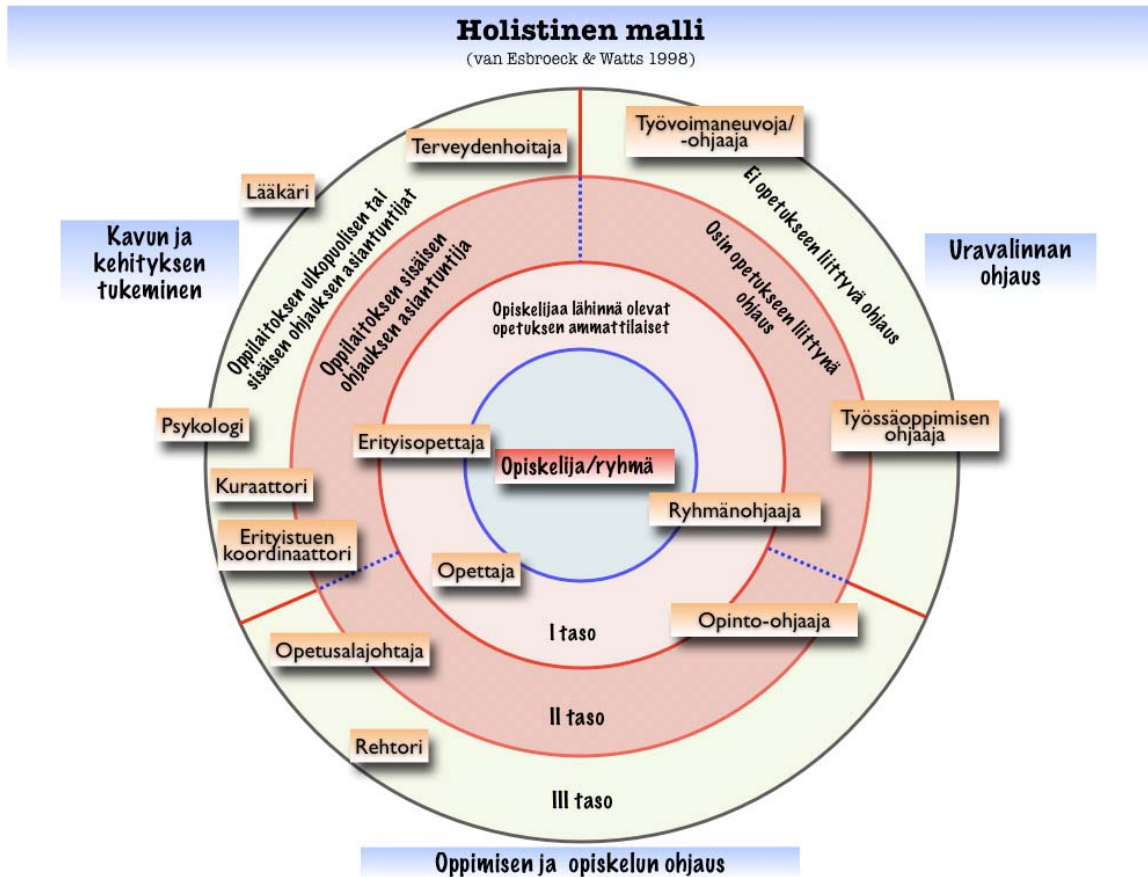 Holistinen malli
(van Esbroeck & Watts 1998)
Työvoimaneuvoja/
-ohjaaja
Terveydenhoitaja
Lääkäri
Kavun ja
kehityksen
tukeminen
Uravalinnan
ohjaus
Oppilaitoksen ulkopuolisen tai
sisäisen ohjauksen asiantuntijat
Oppilaitoksen sisäisen
ohjauksen asiantuntija
Ei opetukseen liittyvä ohjaus
Osin opetukseen liittynä
ohjaus
Opiskelijaa lähinnä olevat
opetuksen ammattilaiset
Psykologi
Erityisopettaja
Työssäoppimisen
ohjaaja
Opiskelija/ryhmä
Kuraattori
Ryhmänohjaaja
Erityistuen
koordinaattori
Opettaja
Opinto-ohjaaja
I taso
Opetusalajohtaja
II taso
Rehtori
III taso
Oppimisen ja opiskelun ohjaus